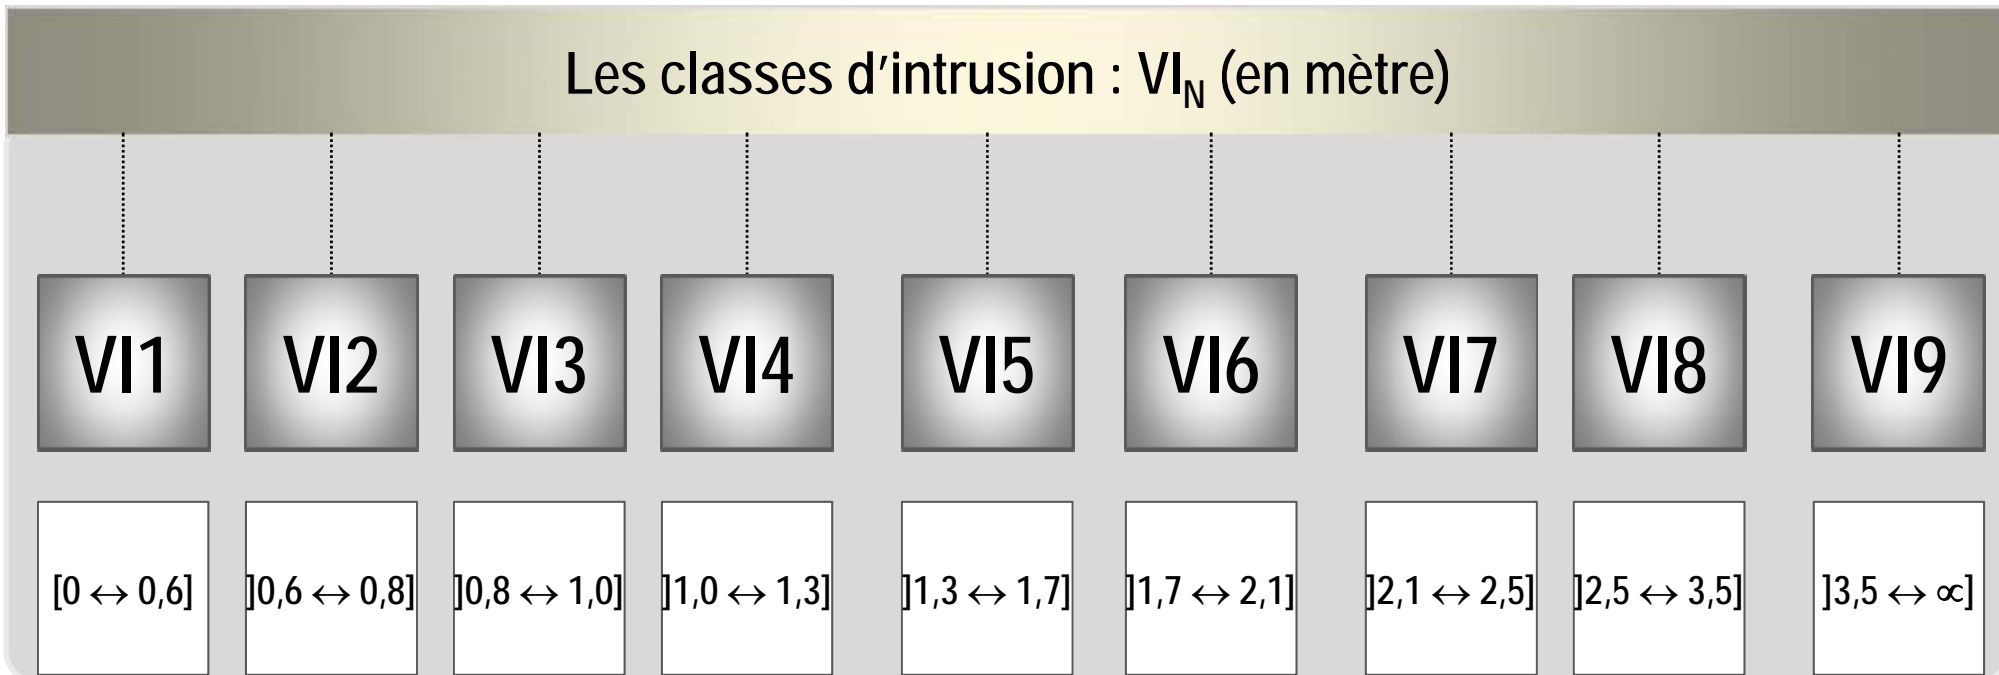 Les classes d'intrusion : VI_N (en mètre)
VI1 VI2 VI3 VI4 VI5 VI6 VI7 VI8 VI9
[0 ↔ 0,6] ]0,6 ↔ 0,8] ]0,8 ↔ 1,0] ]1,0 ↔ 1,3] ]1,3 ↔ 1,7] ]1,7 ↔ 2,1] ]2,1 ↔ 2,5] ]2,5 ↔ 3,5] ]3,5 ↔ ∝]